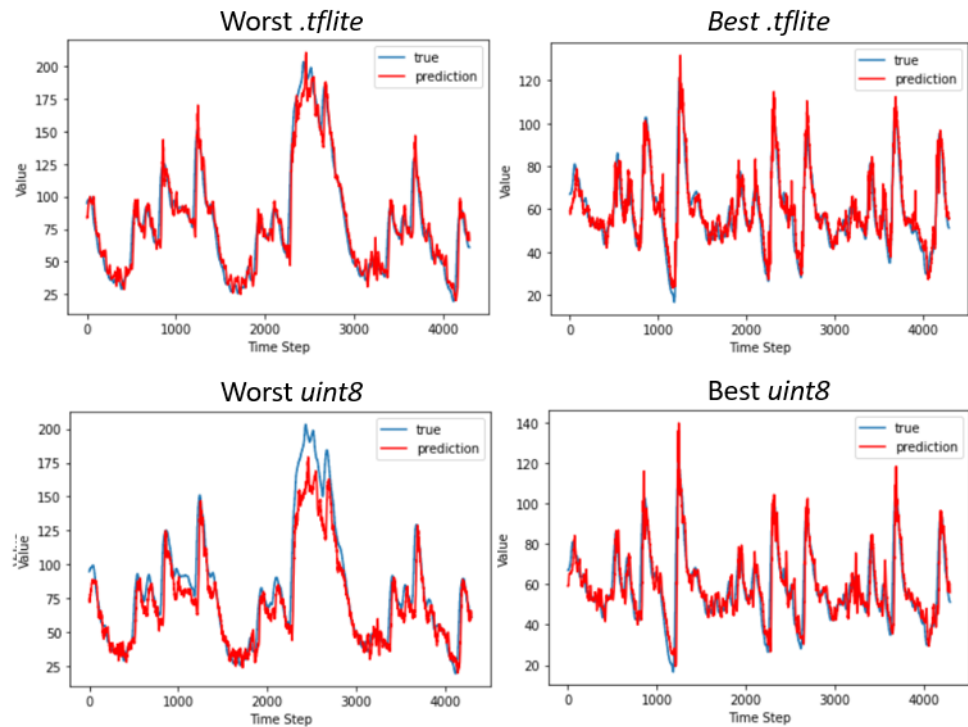 Worst .tflite
Best .tflite
200
175
150
125
100
75
50
25
Value
true
prediction
0
1000
2000
3000
4000
Time Step
120
100
80
60
40
20
Value
true
prediction
0
1000
2000
3000
4000
Time Step
Worst uint8
Best uint8
200
175
150
125
100
75
50
25
Value
true
prediction
0
1000
2000
3000
4000
Time Step
140
120
100
80
60
40
20
Value
true
prediction
0
1000
2000
3000
4000
Time Step